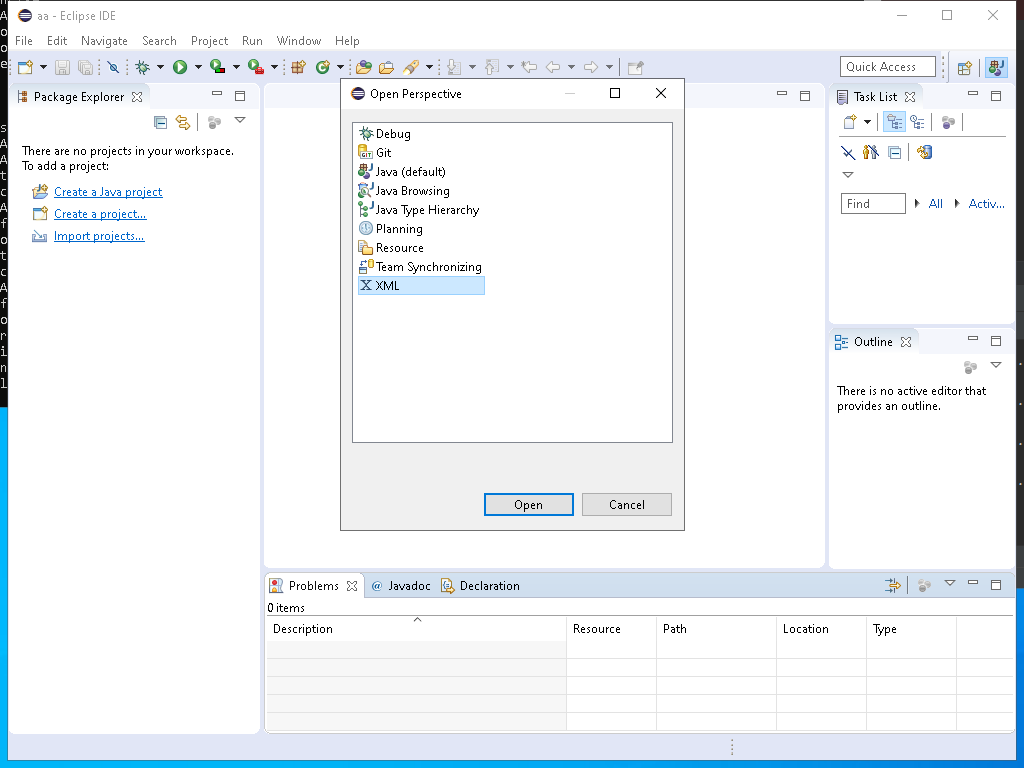 aa - Eclipse IDE
File Edit Navigate Search Project Run Window Help
Quick Access
Package Explorer
There are no projects in your workspace.
To add a project:
Create a Java project
Create a project...
Import projects...
Open Perspective
Debug
GIT
Git
Java (default)
Java Browsing
Java Type Hierarchy
Planning
Resource
Team Synchronizing
X XML
Open Cancel
Task List
Find All Activ...
Outline
There is no active editor that
provides an outline.
Problems @ Javadoc Declaration
0 items
Description Resource Path Location Type